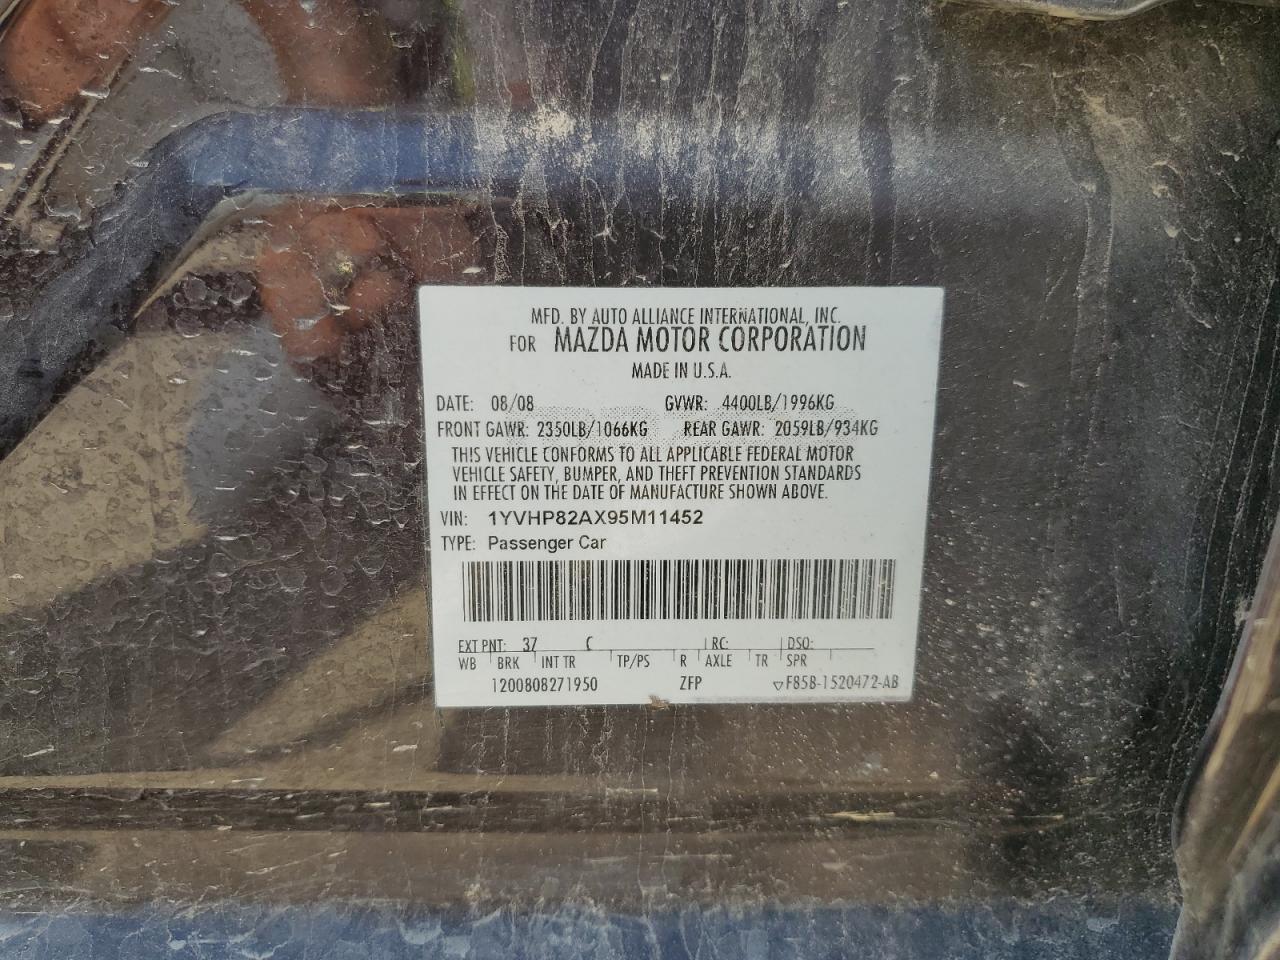 MFD. BY AUTO ALLIANCE INTERNATIONAL, INC.
FOR MAZDA MOTOR CORPORATION
MADE IN U.S.A.
DATE: 08/08 GVWR: 4400LB/1996KG
FRONT GAWR: 2350LB/1066KG REAR GAWR: 2059LB/934KG
THIS VEHICLE CONFORMS TO ALL APPLICABLE FEDERAL MOTOR
VEHICLE SAFETY, BUMPER, AND THEFT PREVENTION STANDARDS
IN EFFECT ON THE DATE OF MANUFACTURE SHOWN ABOVE.
VIN: 1YVHP82AX95M11452
TYPE: Passenger Car
EXT PNT: 37 C RC: DSO:
WB BRK INT TR TP/PS R AXLE TR SPR
1200808271950 ZFP ▽F85B-1520472-AB